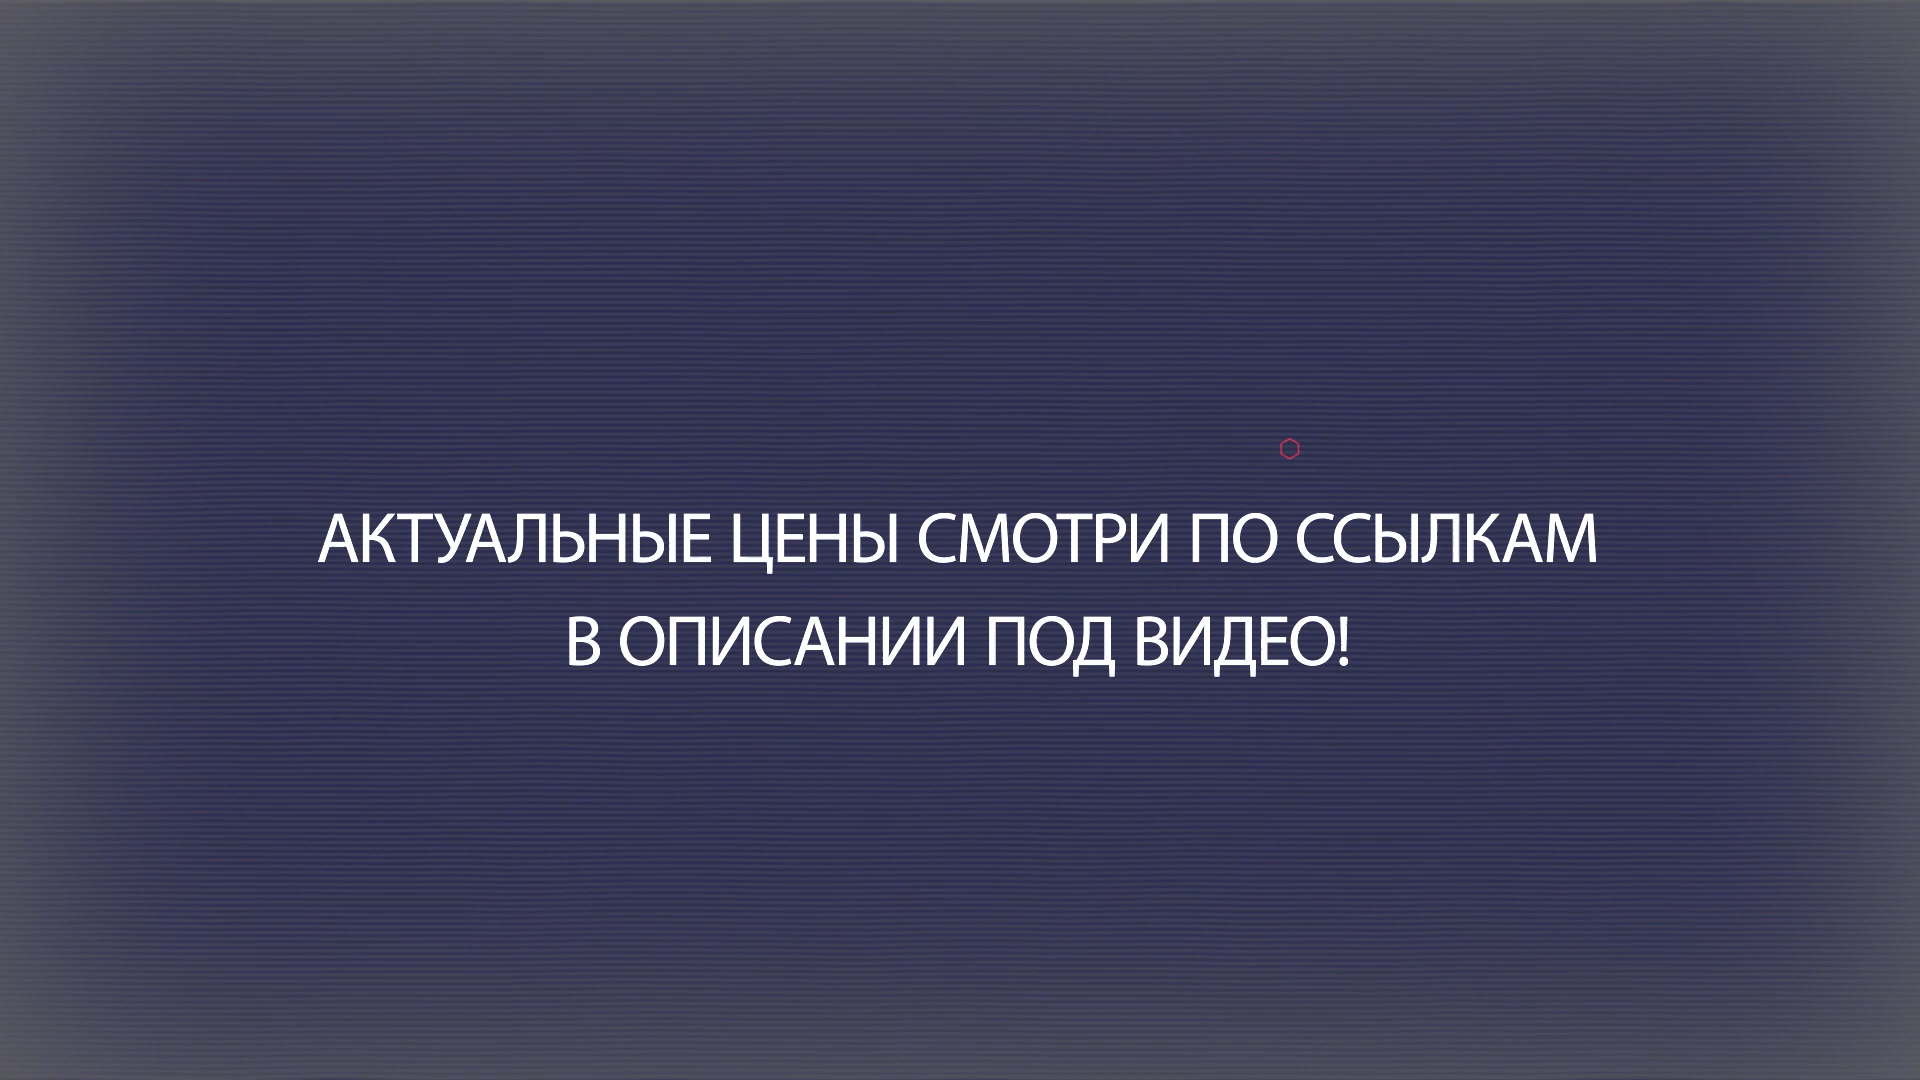 АКТУАЛЬНЫЕ ЦЕНЫ СМОТРИ ПО ССЫЛКАМ
В ОПИСАНИИ ПОД ВИДЕО!